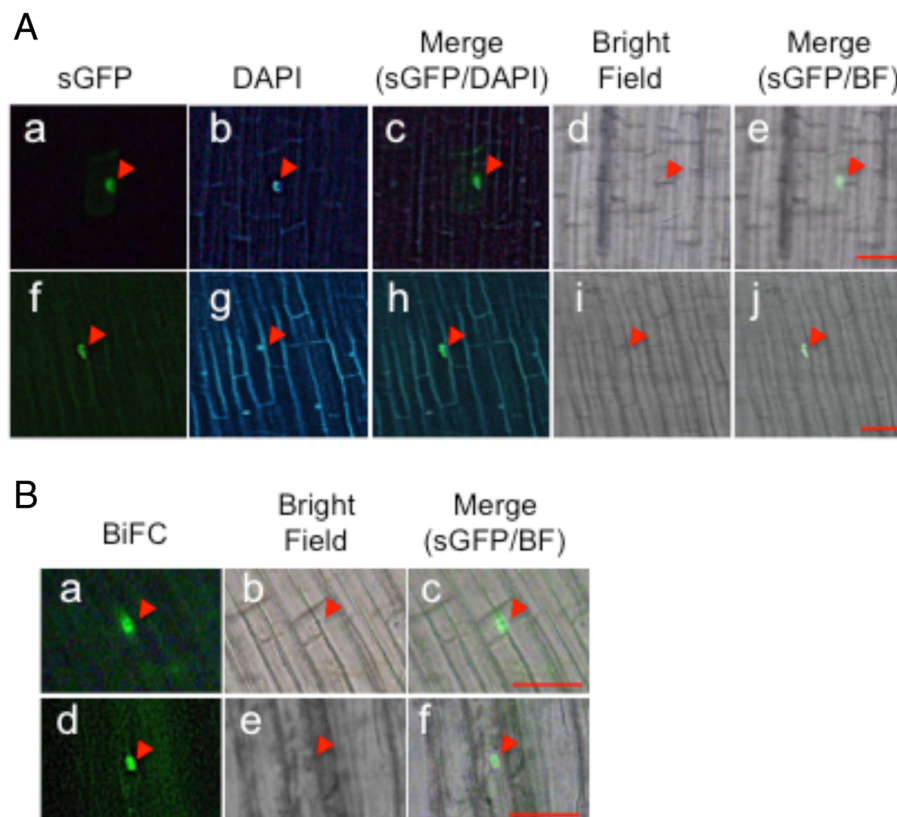 A
sGFP DAPI Merge (sGFP/DAPI) Bright Field Merge (sGFP/BF)
a b c d e
f g h i j
B
BiFC Bright Field Merge (sGFP/BF)
a b c
d e f